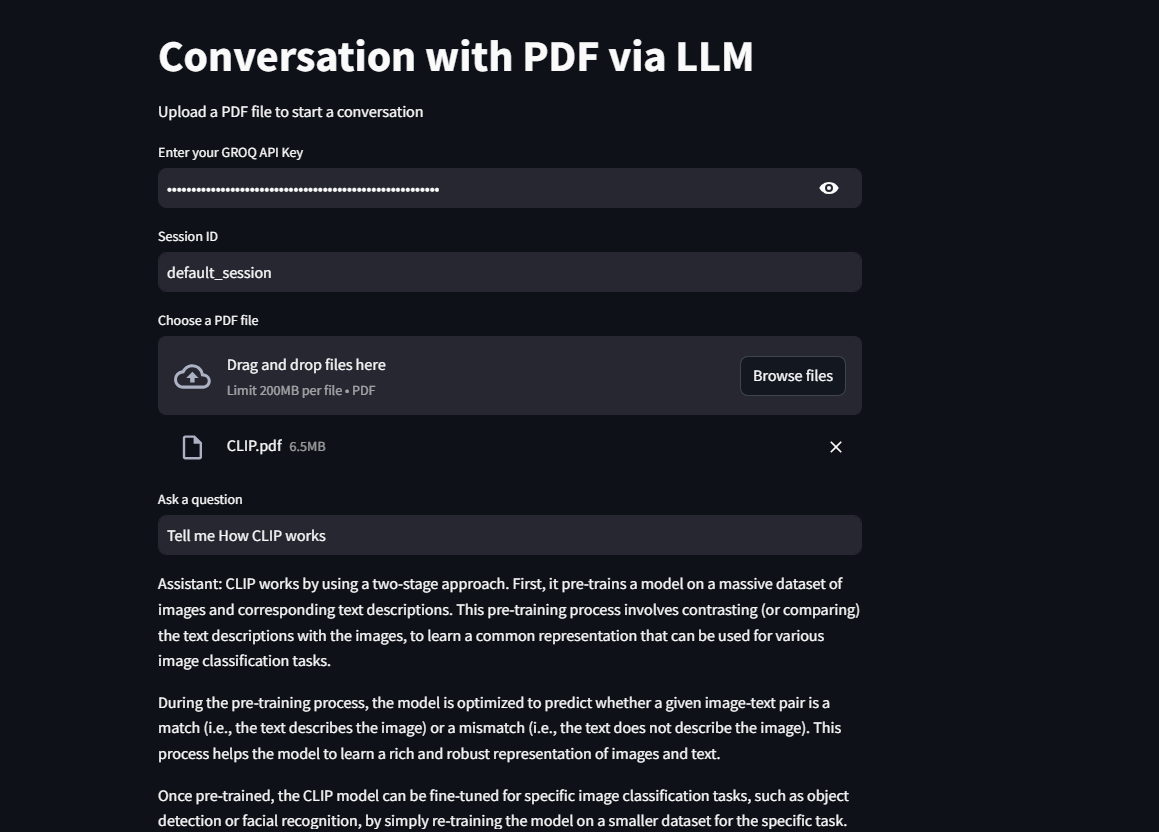 Conversation with PDF via LLM
Upload a PDF file to start a conversation
Enter your GROQ API Key
Session ID
default_session
Choose a PDF file
Drag and drop files here
Limit 200MB per file • PDF
Browse files
CLIP.pdf 6.5MB
Ask a question
Tell me How CLIP works
Assistant: CLIP works by using a two-stage approach. First, it pre-trains a model on a massive dataset of
images and corresponding text descriptions. This pre-training process involves contrasting (or comparing)
the text descriptions with the images, to learn a common representation that can be used for various
image classification tasks.
During the pre-training process, the model is optimized to predict whether a given image-text pair is a
match (i.e., the text describes the image) or a mismatch (i.e., the text does not describe the image). This
process helps the model to learn a rich and robust representation of images and text.
Once pre-trained, the CLIP model can be fine-tuned for specific image classification tasks, such as object
detection or facial recognition, by simply re-training the model on a smaller dataset for the specific task.